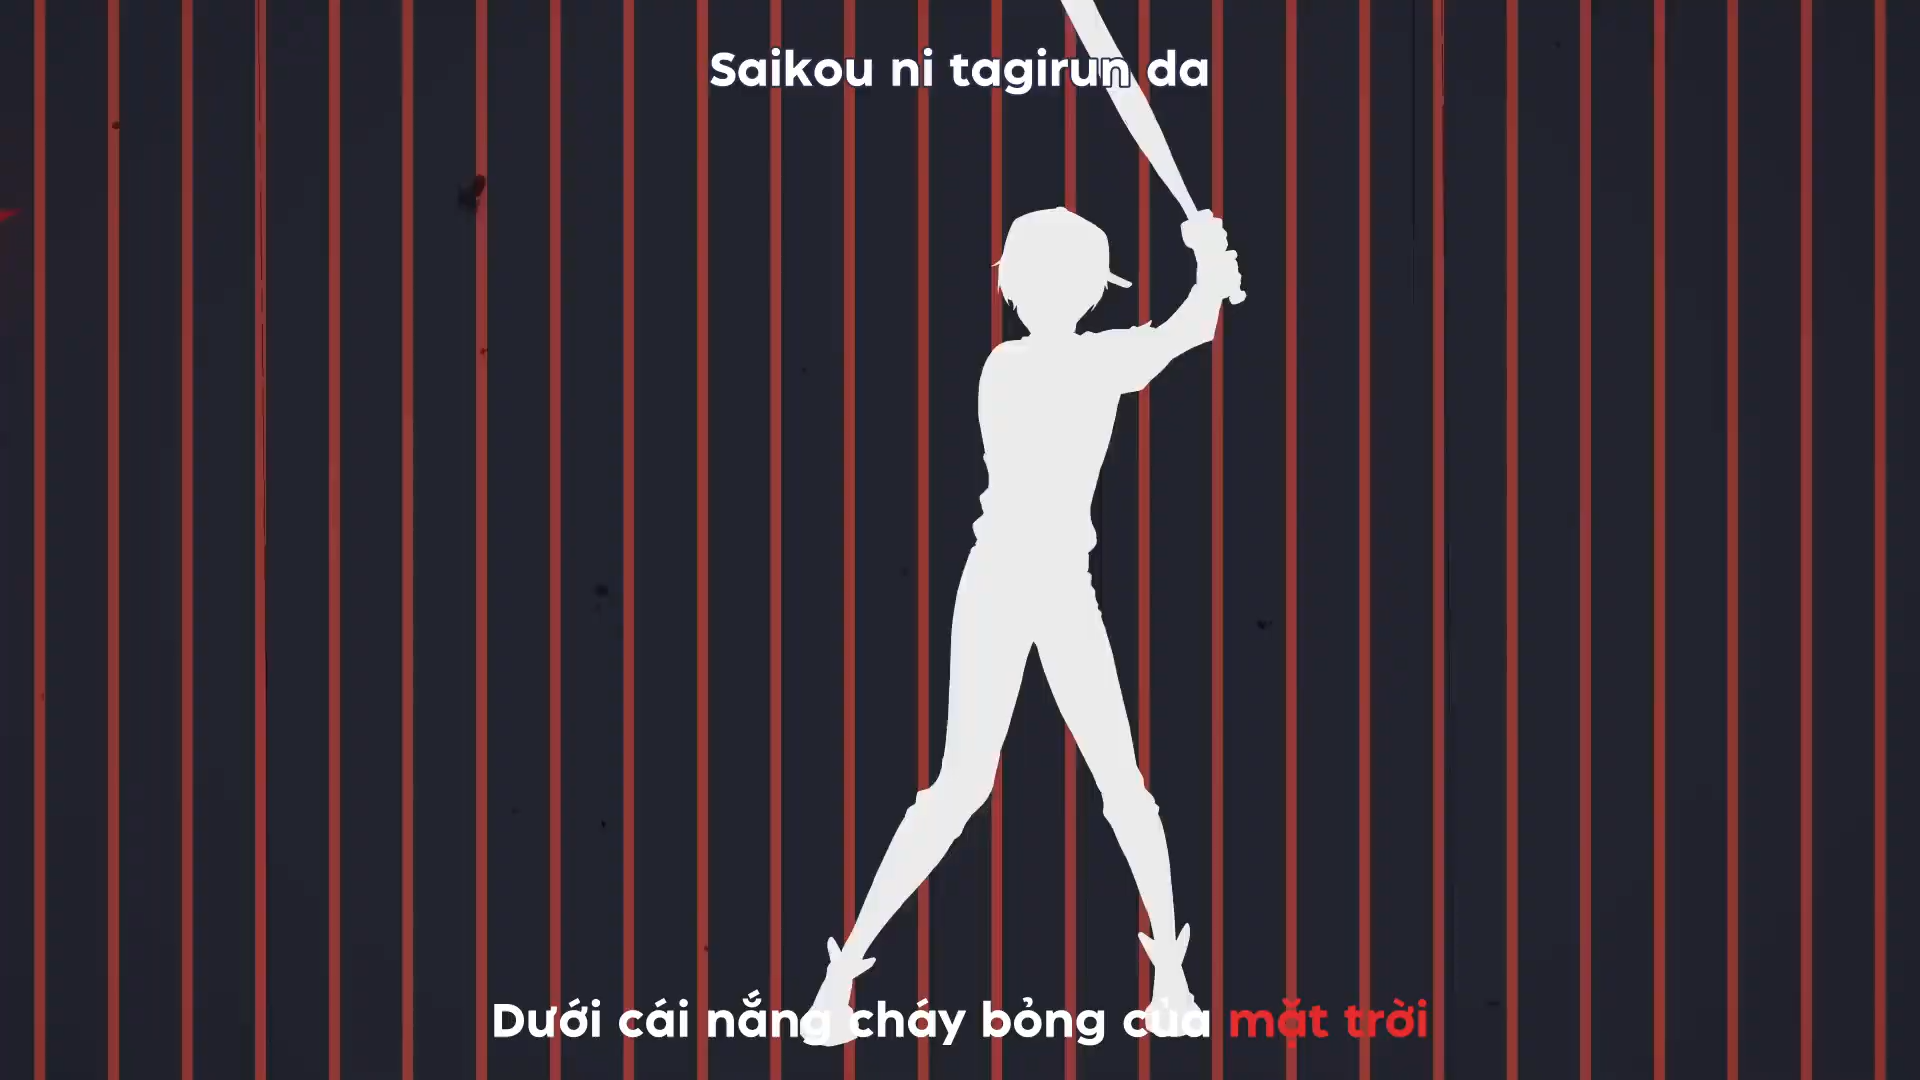 Saikou ni tagirun da
Dưới cái nắng cháy bỏng của mặt trời